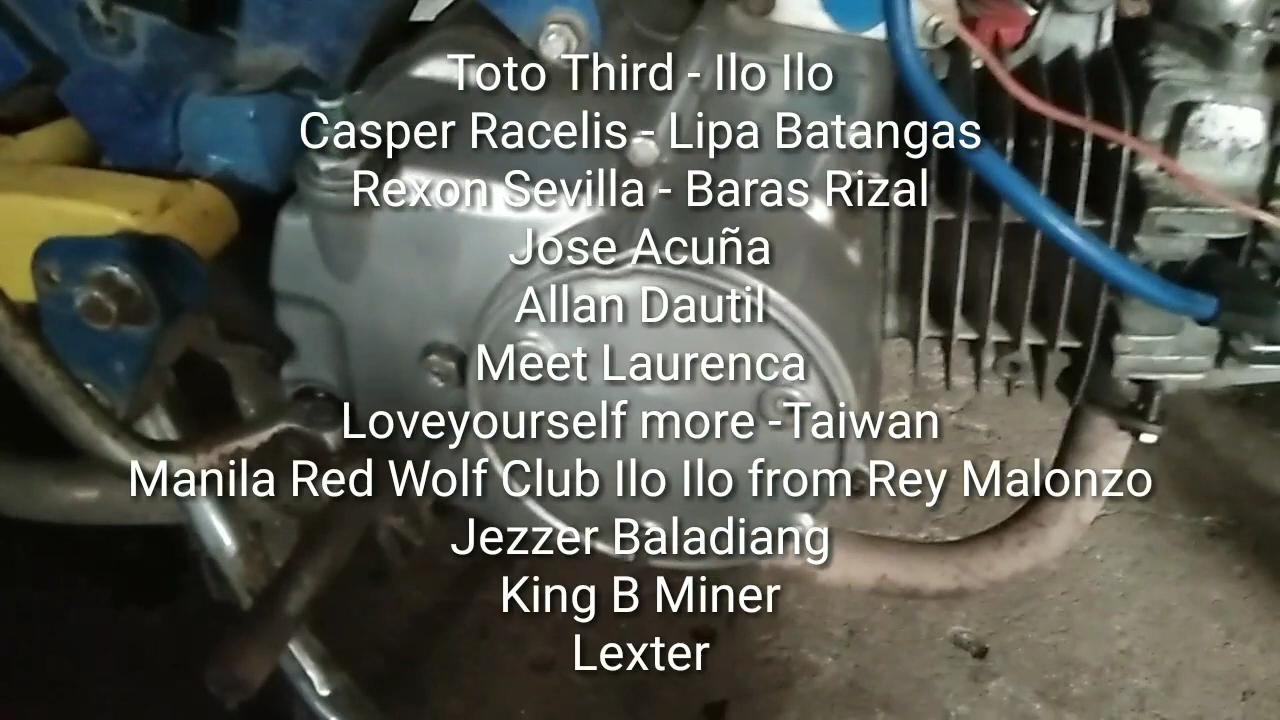 Toto Third - Ilo Ilo
Casper Racelis - Lipa Batangas
Rexon Sevilla - Baras Rizal
Jose Acuña
Allan Dautil
Meet Laurenca
Loveyourself more -Taiwan
Manila Red Wolf Club Ilo Ilo from Rey Malonzo
Jezzer Baladiang
King B Miner
Lexter